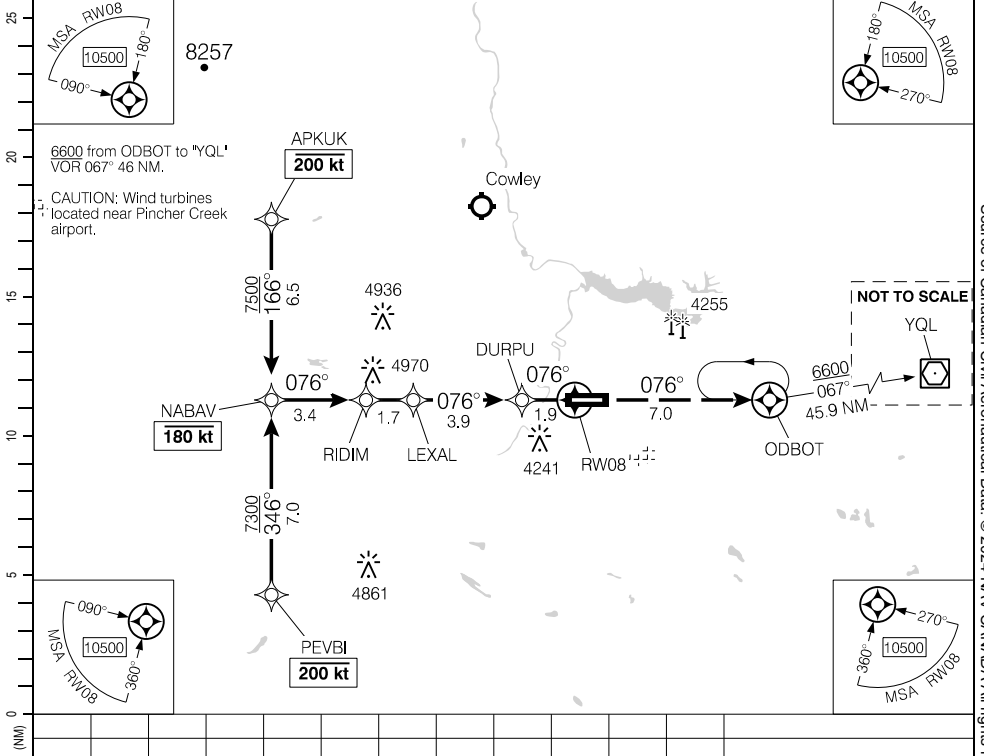 25
MSA RW08
10500
180°
090°
8257
MSA RW08
10500
180°
270°
6600 from ODBOT to "YQL"
VOR 067° 46 NM.
CAUTION: Wind turbines
located near Pincher Creek
airport.
20
APKUK
200 kt
Cowley
7500
166°
6.5
15
4936
4970
4255
NOT TO SCALE
YQL
DURPU
076°
3.4
1.7
076°
3.9
076°
1.9
076°
7.0
6600
067°
45.9 NM
NABAV
180 kt
10
RIDIM
LEXAL
4241
RW08
ODBOT
7300
346°
7.0
5
4861
PEVBI
200 kt
090°
10500
360°
MSA RW08
270°
10500
360°
MSA RW08
0
(NM)